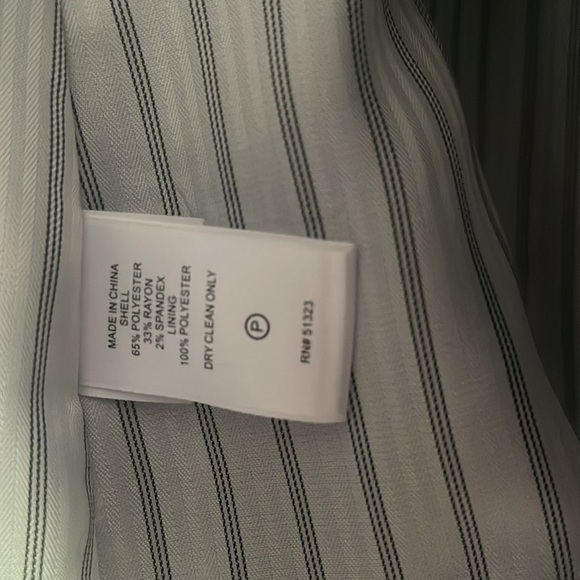 MADE IN CHINA
SHELL
65% POLYESTER
33% RAYON
2% SPANDEX
LINING
100% POLYESTER
DRY CLEAN ONLY
P
RN# 51323